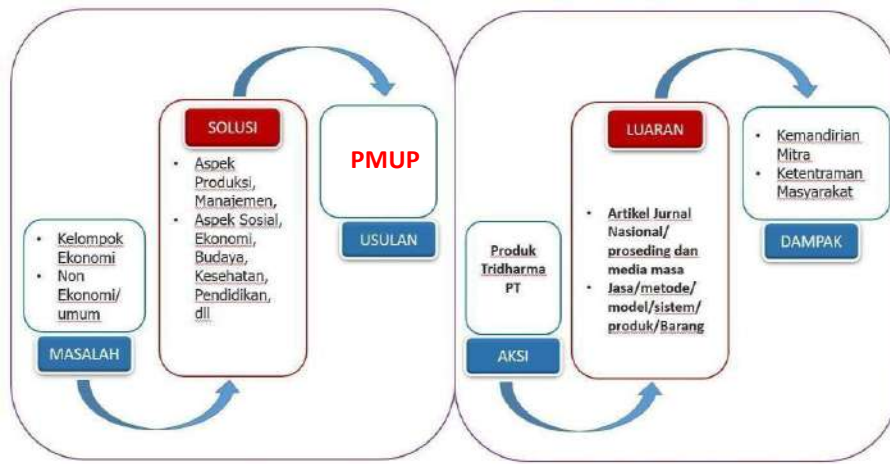 • Kelompok
Ekonomi
• Non
Ekonomi/
umum
MASALAH
SOLUSI
• Aspek
Produksi,
Manajemen,
• Aspek Sosial,
Ekonomi,
Budaya,
Kesehatan,
Pendidikan,
dll
PMUP
USULAN
Produk
Tridharma
PT
AKSI
LUARAN
• Artikel Jurnal
Nasional/
proseding dan
media masa
• Jasa/metode/
model/sistem/
produk/Barang
• Kemandirian
Mitra
• Ketentraman
Masyarakat
DAMPAK